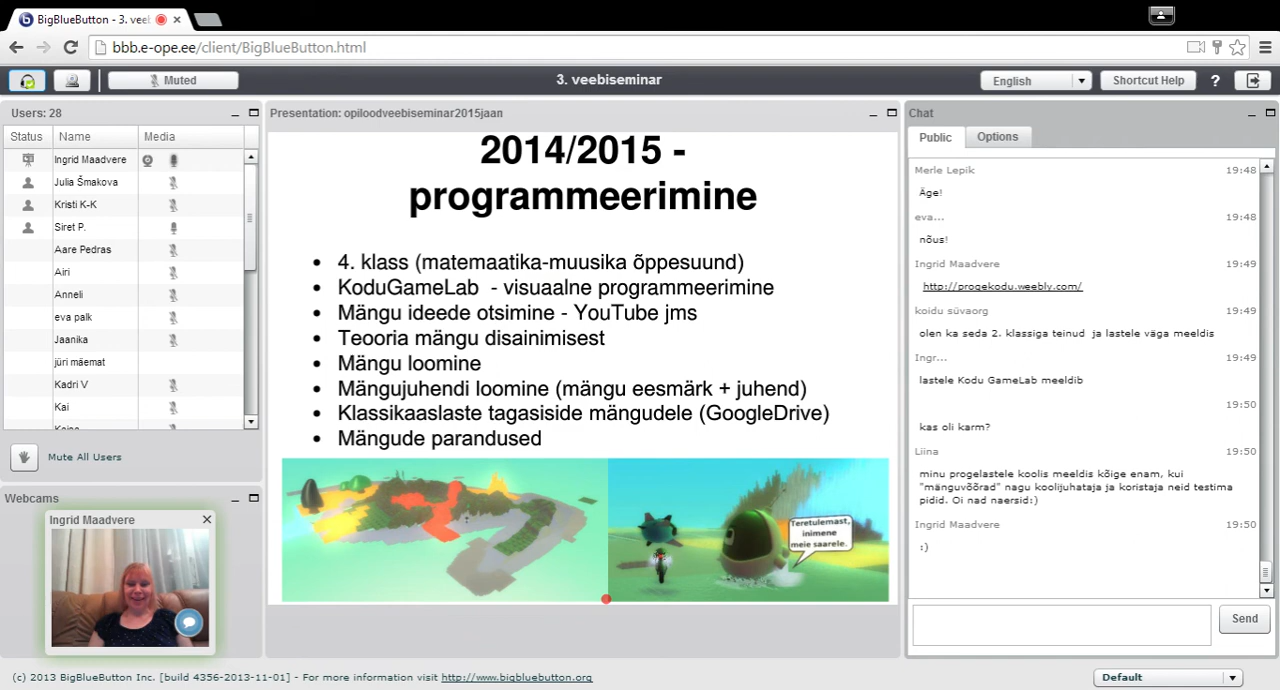 BigBlueButton - 3. veel
bbb.e-ope.ee/client/BigBlueButton.html
Muted
3. veebiseminar
English
Shortcut Help
?
Users: 28
Status Name Media
Ingrid Maadvere
Julia Šmakova
Kristi K-K
Siret P.
Aare Pedras
Airi
Anneli
eva palk
Jaanika
jüri mäemat
Kadri V
Kai
Mute All Users
Webcams
Ingrid Maadvere
Presentation: opiloodveebiseminar2015jaan
2014/2015 -
programmeerimine
• 4. klass (matemaatika-muusika õppesuund)
• KoduGameLab - visuaalne programmeerimine
• Mängu ideede otsimine - YouTube jms
• Teooria mängu disainimisest
• Mängu loomine
• Mängujuhendi loomine (mängu eesmärk + juhend)
• Klassikaaslaste tagasiside mängudele (GoogleDrive)
• Mängude parandused
Teretulemast,
inimene
meie saarele.
Chat
Public Options
Merle Lepik 19:48
Äge!
eva... 19:48
nõus!
Ingrid Maadvere 19:49
http://progekodu.weebly.com/
koidu süvaorg 19:49
olen ka seda 2. klassiga teinud ja lastele väga meeldis
Ingr... 19:49
lastele Kodu GameLab meeldib
19:50
kas oli karm?
Liina 19:50
minu progelastele koolis meeldis kõige enam, kui
"mänguvõõrad" nagu koolijuhataja ja koristaja neid testima
pidid. Oi nad naersid:)
Ingrid Maadvere 19:50
:}
Send
(c) 2013 BigBlueButton Inc. [build 4356-2013-11-01] - For more information visit http://www.bigbluebutton.org
Default